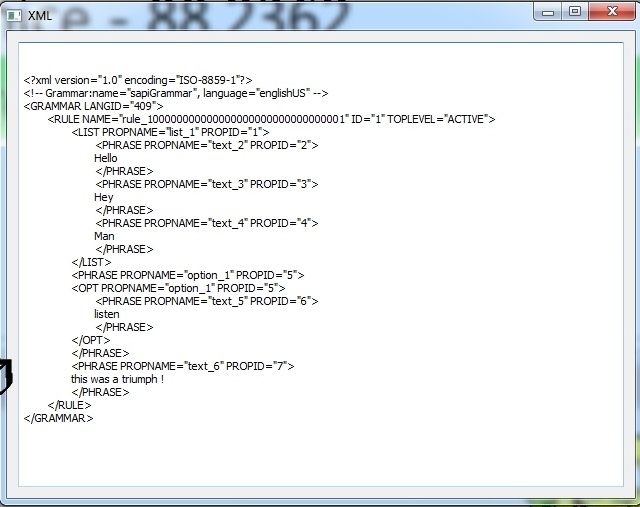 ice - 88.2362
XML
<?xml version="1.0" encoding="ISO-8859-1"?>
<!-- Grammar:name="sapiGrammar", language="englishUS" -->
<GRAMMAR LANGID="409">
<RULE NAME="rule_10000000000000000000000000000001" ID="1" TOPLEVEL="ACTIVE">
<LIST PROPNAME="list_1" PROPID="1">
<PHRASE PROPNAME="text_2" PROPID="2">
Hello
</PHRASE>
<PHRASE PROPNAME="text_3" PROPID="3">
Hey
</PHRASE>
<PHRASE PROPNAME="text_4" PROPID="4">
Man
</PHRASE>
</LIST>
<PHRASE PROPNAME="option_1" PROPID="5">
<OPT PROPNAME="option_1" PROPID="5">
<PHRASE PROPNAME="text_5" PROPID="6">
listen
</PHRASE>
</OPT>
</PHRASE>
<PHRASE PROPNAME="text_6" PROPID="7">
this was a triumph !
</PHRASE>
</RULE>
</GRAMMAR>